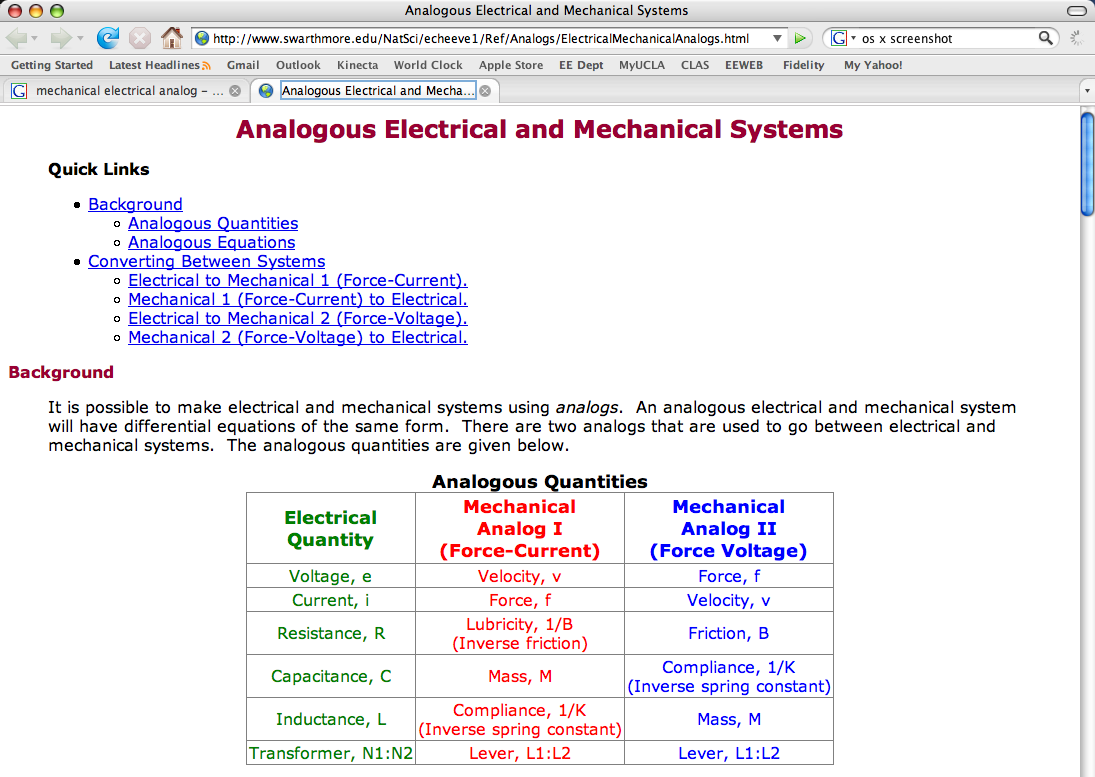 Analogous Electrical and Mechanical Systems
http://www.swarthmore.edu/NatSci/echeeve1/Ref/Analogs/ElectricalMechanicalAnalogs.html G os x screenshot
Getting Started Latest Headlines Gmail Outlook Kinecta World Clock Apple Store EE Dept MyUCLA CLAS EEWEB Fidelity My Yahoo!
G mechanical electrical analog – ... Analogous Electrical and Mecha...
Analogous Electrical and Mechanical Systems
Quick Links
Background
Analogous Quantities
Analogous Equations
Converting Between Systems
Electrical to Mechanical 1 (Force-Current).
Mechanical 1 (Force-Current) to Electrical.
Electrical to Mechanical 2 (Force-Voltage).
Mechanical 2 (Force-Voltage) to Electrical.
Background
It is possible to make electrical and mechanical systems using analogs. An analogous electrical and mechanical system
will have differential equations of the same form. There are two analogs that are used to go between electrical and
mechanical systems. The analogous quantities are given below.
Analogous Quantities
Electrical
Quantity
Mechanical
Analog I
(Force-Current)
Mechanical
Analog II
(Force Voltage)
Voltage, e Velocity, v Force, f
Current, i Force, f Velocity, v
Resistance, R
Lubricity, 1/B
(Inverse friction)
Friction, B
Capacitance, C
Mass, M
Compliance, 1/K
(Inverse spring constant)
Inductance, L
Compliance, 1/K
(Inverse spring constant)
Mass, M
Transformer, N1:N2 Lever, L1:L2 Lever, L1:L2